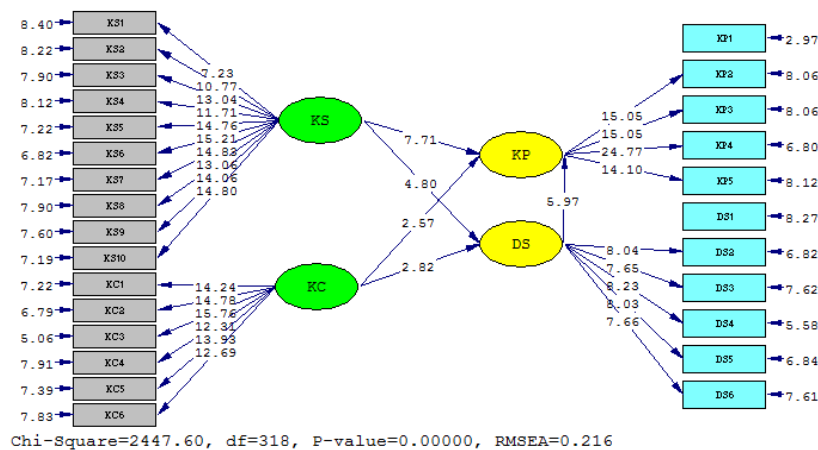 8.40 KS1
8.22 KS2
7.90 KS3
8.12 KS4
7.22 KS5
6.82 KS6
7.17 KS7
7.90 KS8
7.60 KS9
7.19 KS10
7.22 KC1
6.79 KC2
5.06 KC3
7.91 KC4
7.39 KC5
7.83 KC6
7.23
10.77
13.04
11.71
14.76
15.21
14.82
13.06
14.06
14.80
14.24
14.78
15.76
12.31
13.93
12.69
KS
KC
7.71
4.80
2.57
2.82
KP
DS
5.97
15.05
15.05
24.77
14.10
8.04
7.65
8.23
8.03
7.66
KP1 2.97
KP2 8.06
KP3 8.06
KP4 6.80
KP5 8.12
DS1 8.27
DS2 6.82
DS3 7.62
DS4 5.58
DS5 6.84
DS6 7.61
Chi-Square=2447.60, df=318, P-value=0.00000, RMSEA=0.216